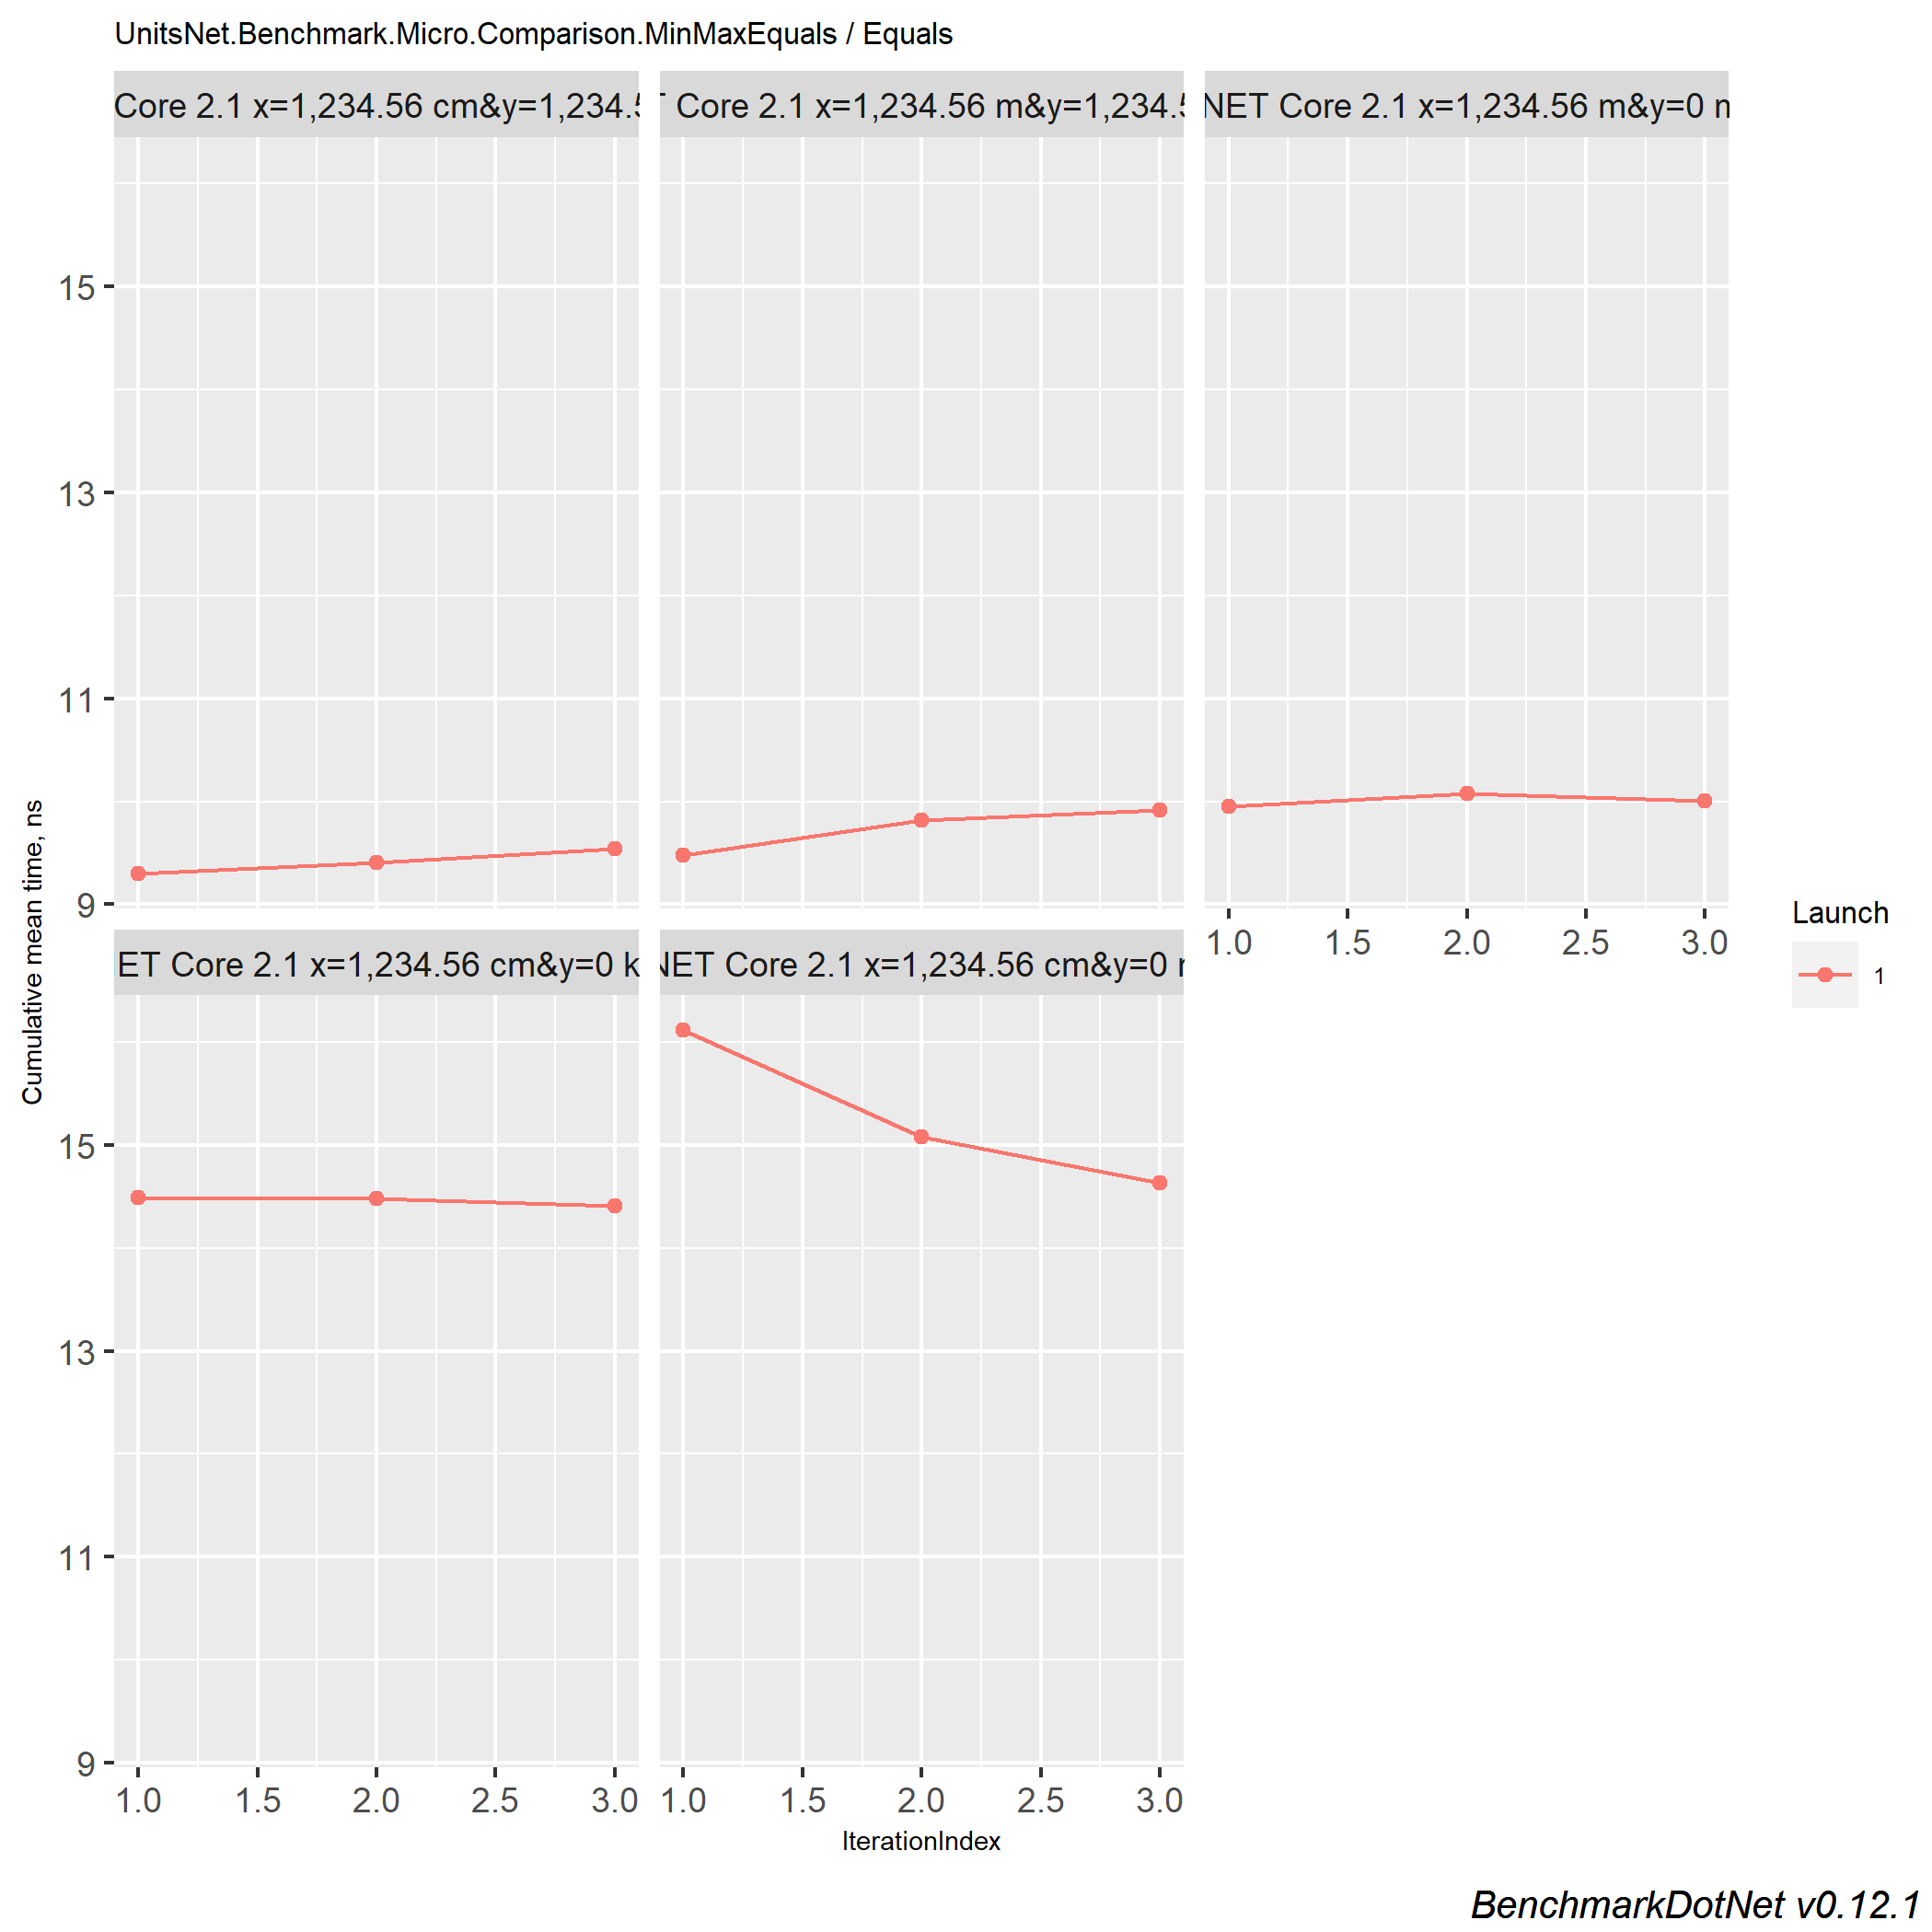 UnitsNet.Benchmark.Micro.Comparison.MinMaxEquals / Equals
Core 2.1 x=1,234.56 cm&y=1,234.5
Core 2.1 x=1,234.56 m&y=1,234.5
NET Core 2.1 x=1,234.56 m&y=0
15
13
11
9
1.0 1.5 2.0 2.5 3.0
ET Core 2.1 x=1,234.56 cm&y=0 k
NET Core 2.1 x=1,234.56 cm&y=0
15
13
11
9
1.0 1.5 2.0 2.5 3.0
1.0 1.5 2.0 2.5 3.0
IterationIndex
Cumulative mean time, ns
Launch
1
BenchmarkDotNet v0.12.1